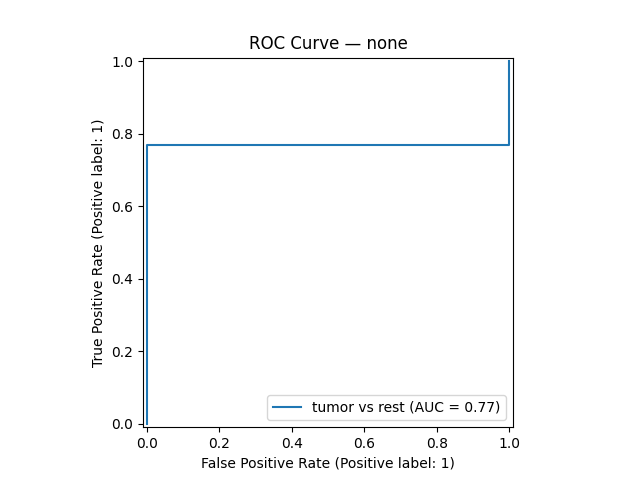 ROC Curve — none
True Positive Rate (Positive label: 1)
1.0
0.8
0.6
0.4
0.2
0.0
tumor vs rest (AUC = 0.77)
0.0 0.2 0.4 0.6 0.8 1.0
False Positive Rate (Positive label: 1)